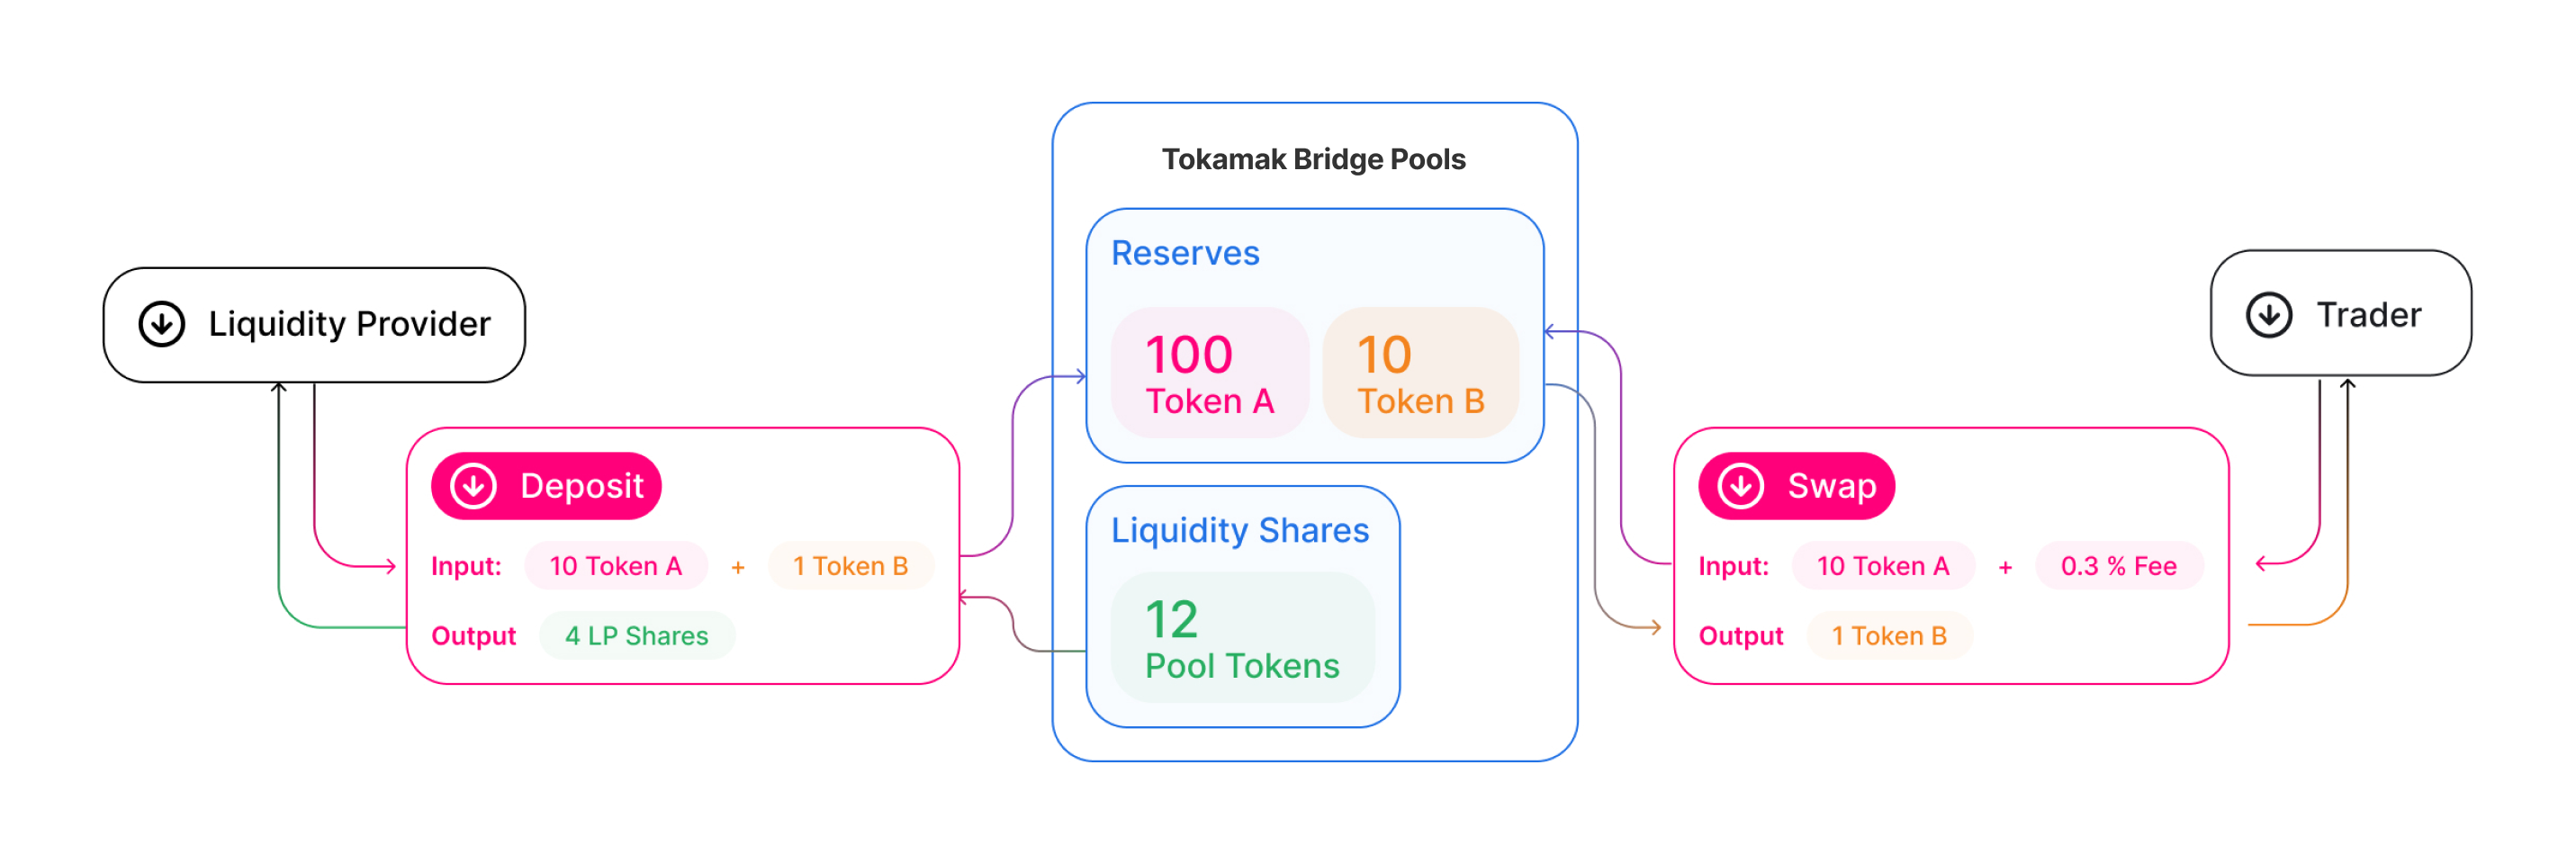 Tokamak Bridge Pools
Liquidity Provider
Deposit
Input: 10 Token A + 1 Token B
Output 4 LP Shares
Reserves
100
Token A
10
Token B
Liquidity Shares
12
Pool Tokens
Trader
Swap
Input: 10 Token A + 0.3 % Fee
Output 1 Token B